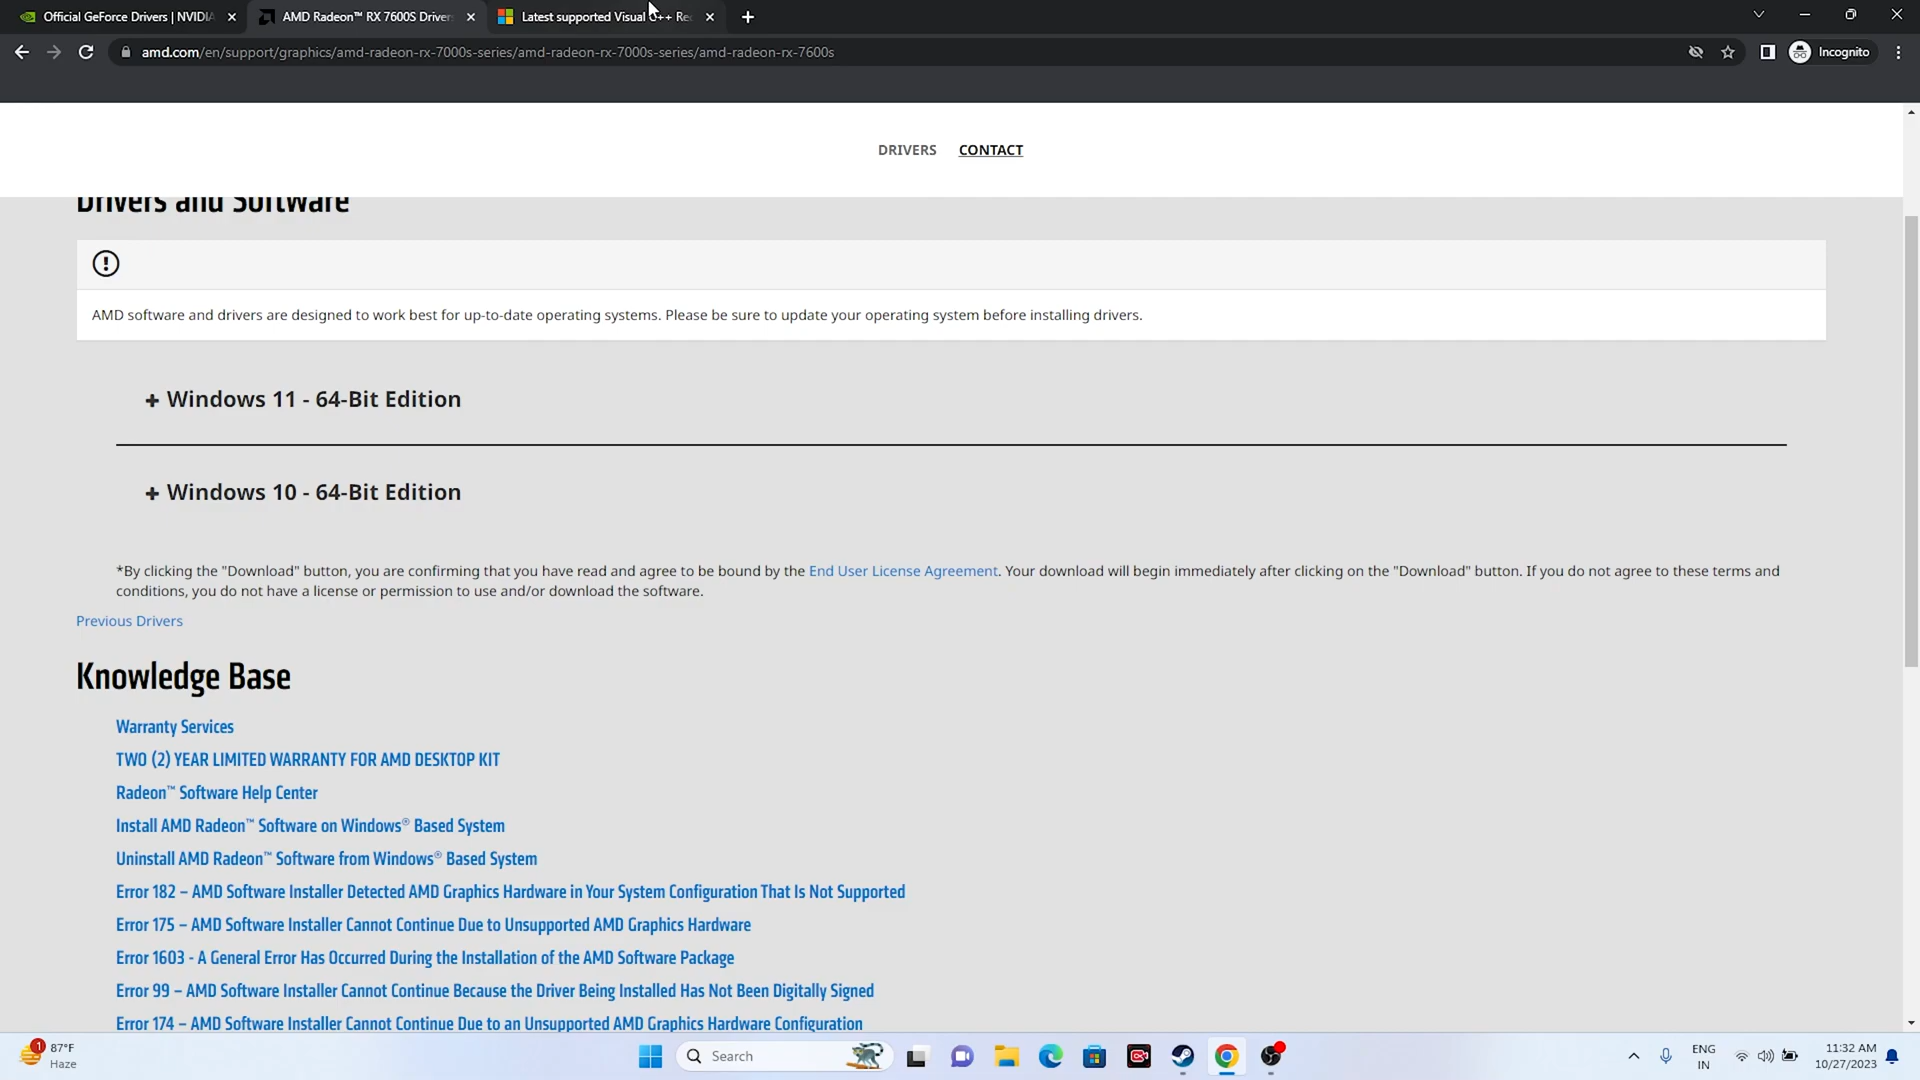 Official GeForce Drivers | NVIDIA
AMD Radeon™ RX 7600S Driver
Latest supported Visual C++ Re
amd.com/en/support/graphics/amd-radeon-rx-7000s-series/amd-radeon-rx-7000s-series/amd-radeon-rx-7600s
Incognito
DRIVERS CONTACT
Drivers and Software
AMD software and drivers are designed to work best for up-to-date operating systems. Please be sure to update your operating system before installing drivers.
+ Windows 11 - 64-Bit Edition
+ Windows 10 - 64-Bit Edition
*By clicking the "Download" button, you are confirming that you have read and agree to be bound by the End User License Agreement. Your download will begin immediately after clicking on the "Download" button. If you do not agree to these terms and
conditions, you do not have a license or permission to use and/or download the software.
Previous Drivers
Knowledge Base
Warranty Services
TWO (2) YEAR LIMITED WARRANTY FOR AMD DESKTOP KIT
Radeon™ Software Help Center
Install AMD Radeon™ Software on Windows® Based System
Uninstall AMD Radeon™ Software from Windows® Based System
Error 182 – AMD Software Installer Detected AMD Graphics Hardware in Your System Configuration That Is Not Supported
Error 175 – AMD Software Installer Cannot Continue Due to Unsupported AMD Graphics Hardware
Error 1603 - A General Error Has Occurred During the Installation of the AMD Software Package
Error 99 – AMD Software Installer Cannot Continue Because the Driver Being Installed Has Not Been Digitally Signed
Error 174 – AMD Software Installer Cannot Continue Due to an Unsupported AMD Graphics Hardware Configuration
1
87°F
Haze
Search
ENG
IN
11:32 AM
10/27/2023